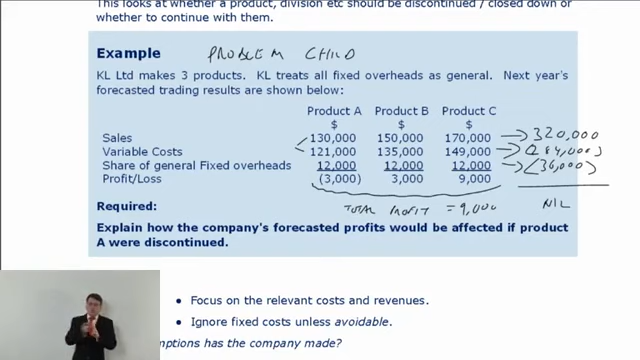 This looks at whether a product, division etc should be discontinued / closed down or
whether to continue with them.
Example PROBLEM CHILD
KL Ltd makes 3 products. KL treats all fixed overheads as general. Next year's
forecasted trading results are shown below:
Product A Product B Product C
$ $ $
Sales 130,000 150,000 170,000 320,000
Variable Costs 121,000 135,000 149,000 (284,000)
Share of general Fixed overheads 12,000 12,000 12,000 (36,000)
Profit/Loss (3,000) 3,000 9,000
Required: TOTAL PROFIT = 9,000 NIL
Explain how the company's forecasted profits would be affected if product
A were discontinued.
• Focus on the relevant costs and revenues.
• Ignore fixed costs unless avoidable.
mptions has the company made?